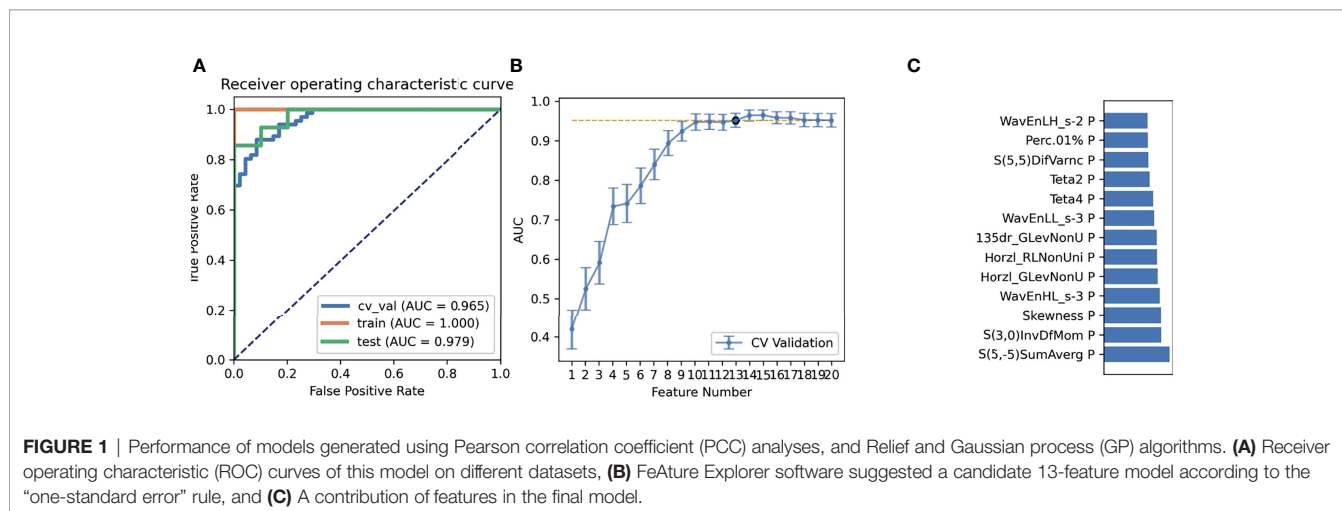 A
Receiver operating characteristic curve
True Positive Rate
1.0
0.8
0.6
0.4
0.2
0.0
0.0 0.2 0.4 0.6 0.8 1.0
False Positive Rate
cv_val (AUC = 0.965)
train (AUC = 1.000)
test (AUC = 0.979)
B
AUC
1.0
0.9
0.8
0.7
0.6
0.5
0.4
1 2 3 4 5 6 7 8 9 10 11 12 13 14 15 16 17 18 19 20
Feature Number
CV Validation
C
WavEnLH_s-2 P
Perc.01% P
S(5,5)DifVarnc P
Teta2 P
Teta4 P
WavEnLL_s-3 P
135dr_GLevNonU P
Horzl_RLNonUni P
Horzl_GLevNonU P
WavEnHL_s-3 P
Skewness P
S(3,0)InvDfMom P
S(5,-5)SumAverg P
FIGURE 1 | Performance of models generated using Pearson correlation coefficient (PCC) analyses, and Relief and Gaussian process (GP) algorithms. (A) Receiver
operating characteristic (ROC) curves of this model on different datasets, (B) FeAture Explorer software suggested a candidate 13-feature model according to the
“one-standard error” rule, and (C) A contribution of features in the final model.